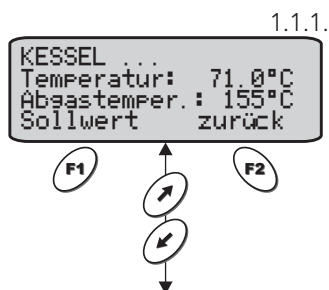 1.1.1.
KESSEL ...
Temperatur: 71.0°C
Abgastemper.: 155°C
Sollwert zurück
F1 F2